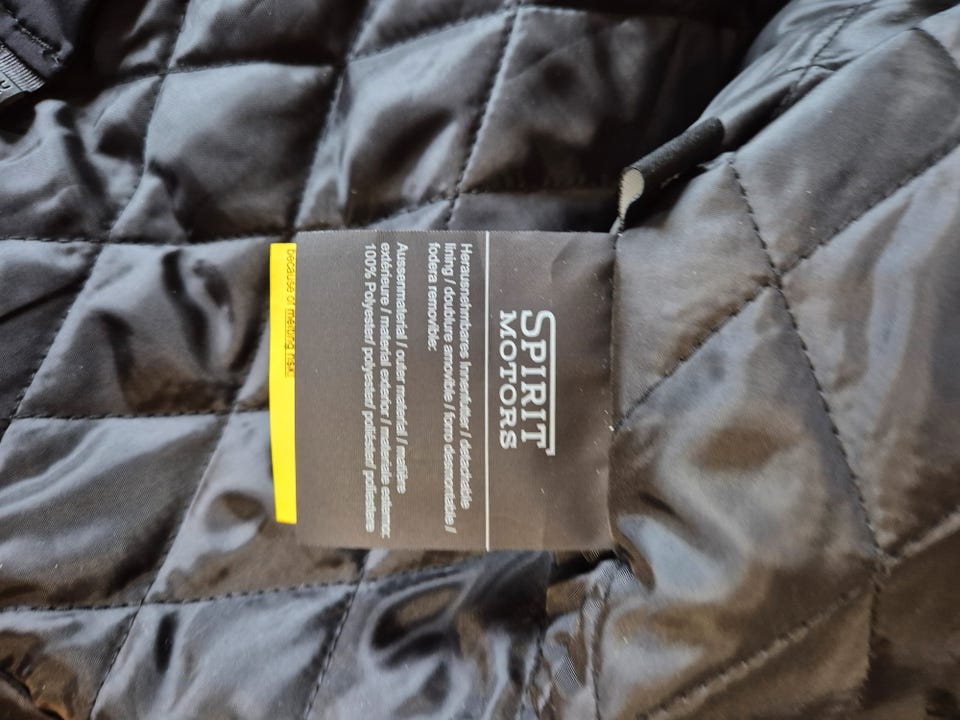 SPIRIT
MOTORS
Herausnehmbares Innenfutter / detachable
lining / doublure amovible / forro desmontable /
fodera removibile:
Aussenmaterial / outer material / matière
extérieure / material exterior / materiale esterno:
100% Polyester/ polyester/ poliéster/ poliestere
because of melting risk.